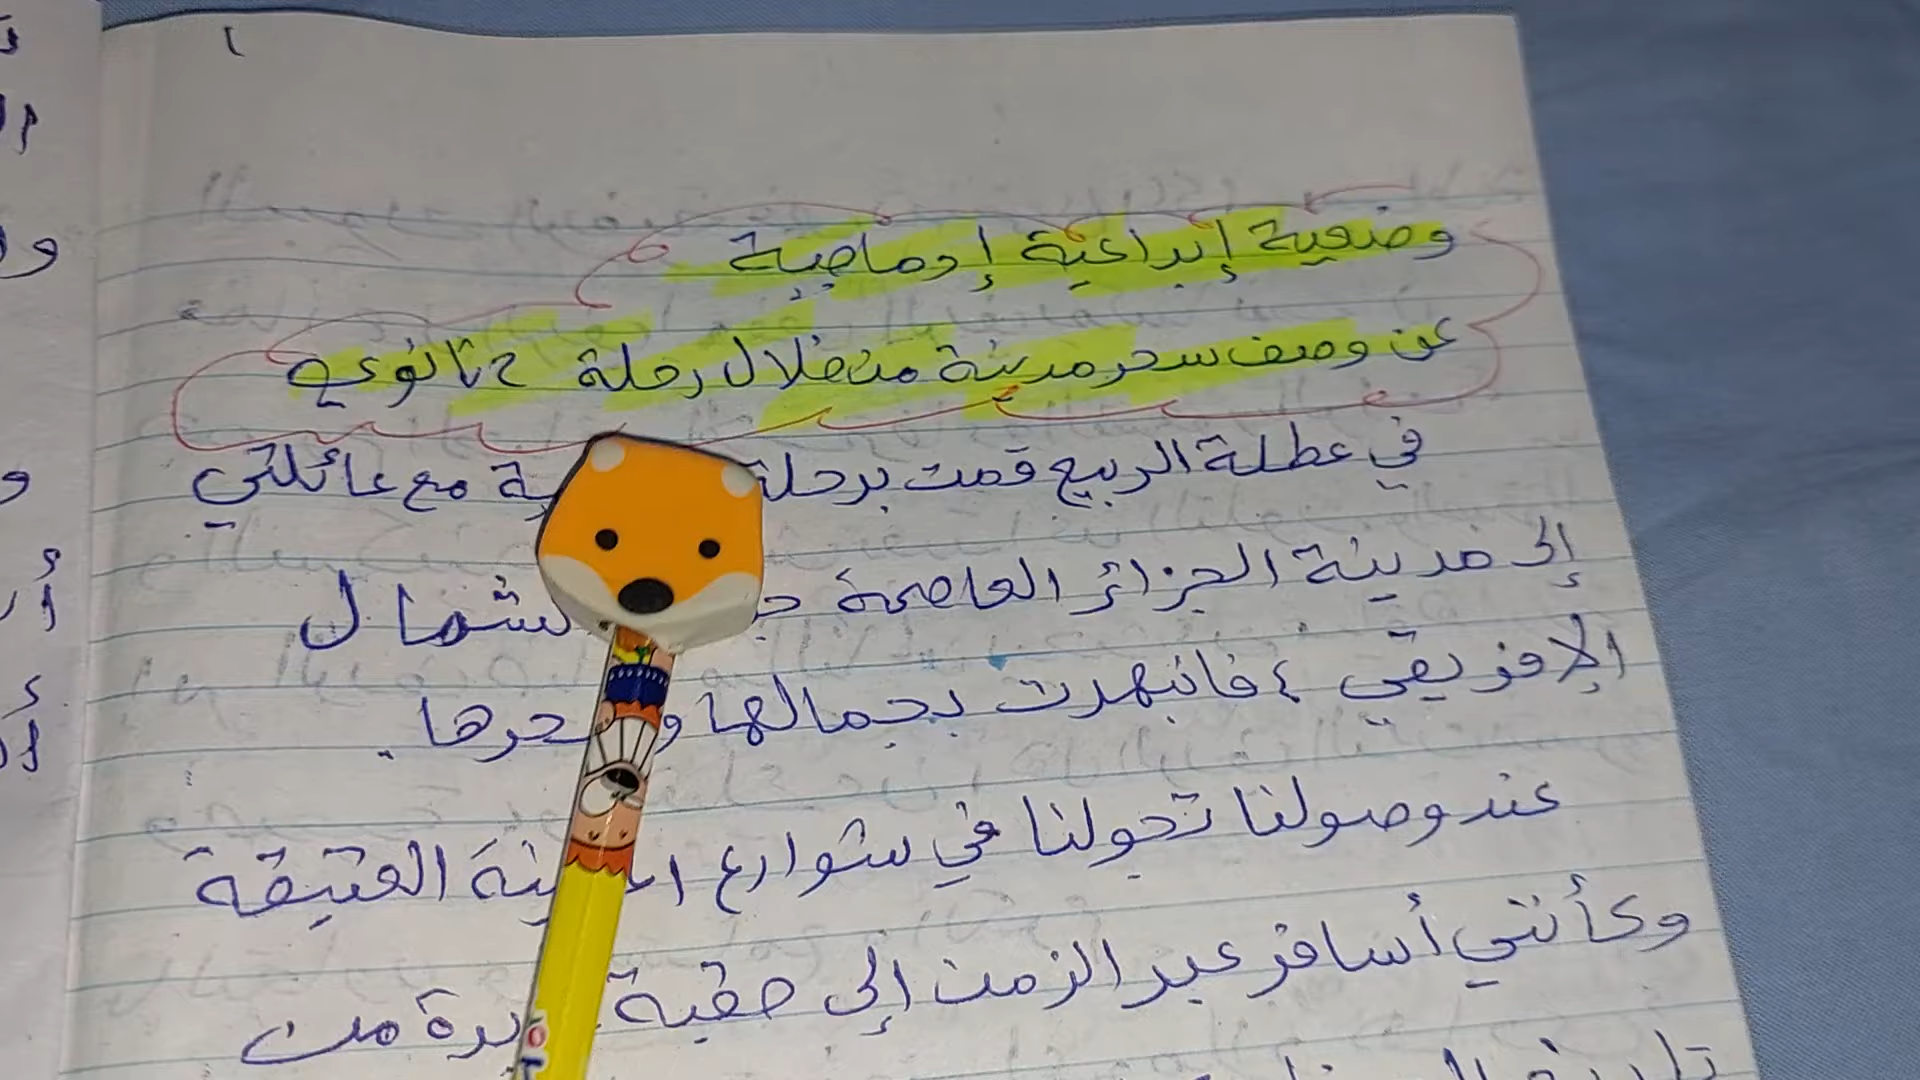 وضعية إبداعية إدماجية
عن وصف سحر مدينة من خلال رحلة 2 ثانوي
في عطلة الربيع قمت برحلة مع عائلتي
إلى مدينة الجزائر العاصمة لشمال
الإفريقي، فانبهرت بجمالها و
عند وصولنا تجولنا في شوارع العتيقة
وكأنني أسافر عبر الزمن إلى حقبة من